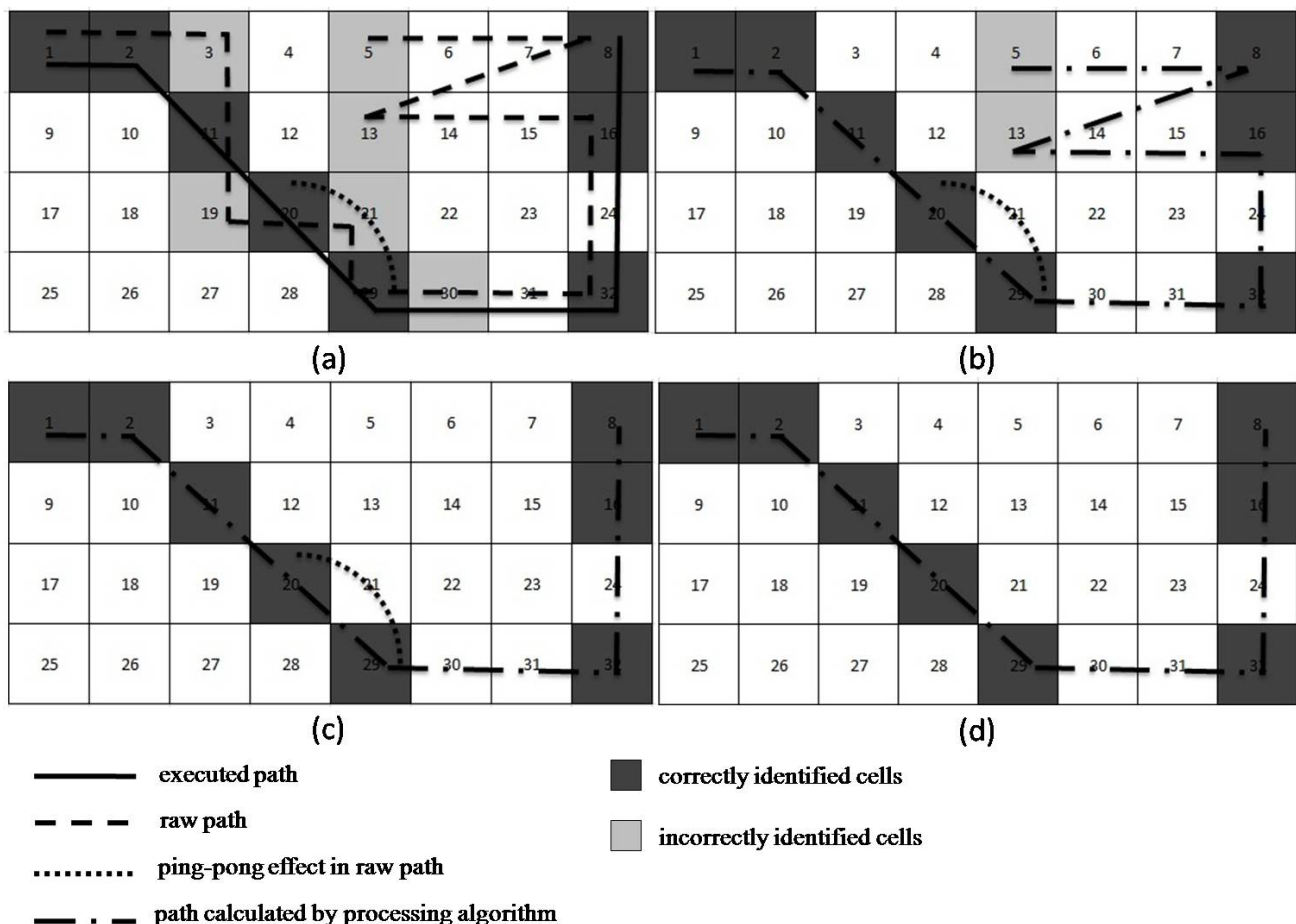 1 2 3 4 5 6 7 8
9 10 11 12 13 14 15 16
17 18 19 20 21 22 23 24
25 26 27 28 29 30 31 32
(a)
1 2 3 4 5 6 7 8
9 10 11 12 13 14 15 16
17 18 19 20 21 22 23 24
25 26 27 28 29 30 31 32
(b)
1 2 3 4 5 6 7 8
9 10 11 12 13 14 15 16
17 18 19 20 21 22 23 24
25 26 27 28 29 30 31 32
(c)
1 2 3 4 5 6 7 8
9 10 11 12 13 14 15 16
17 18 19 20 21 22 23 24
25 26 27 28 29 30 31 32
(d)
executed path
raw path
ping-pong effect in raw path
path calculated by processing algorithm
correctly identified cells
incorrectly identified cells